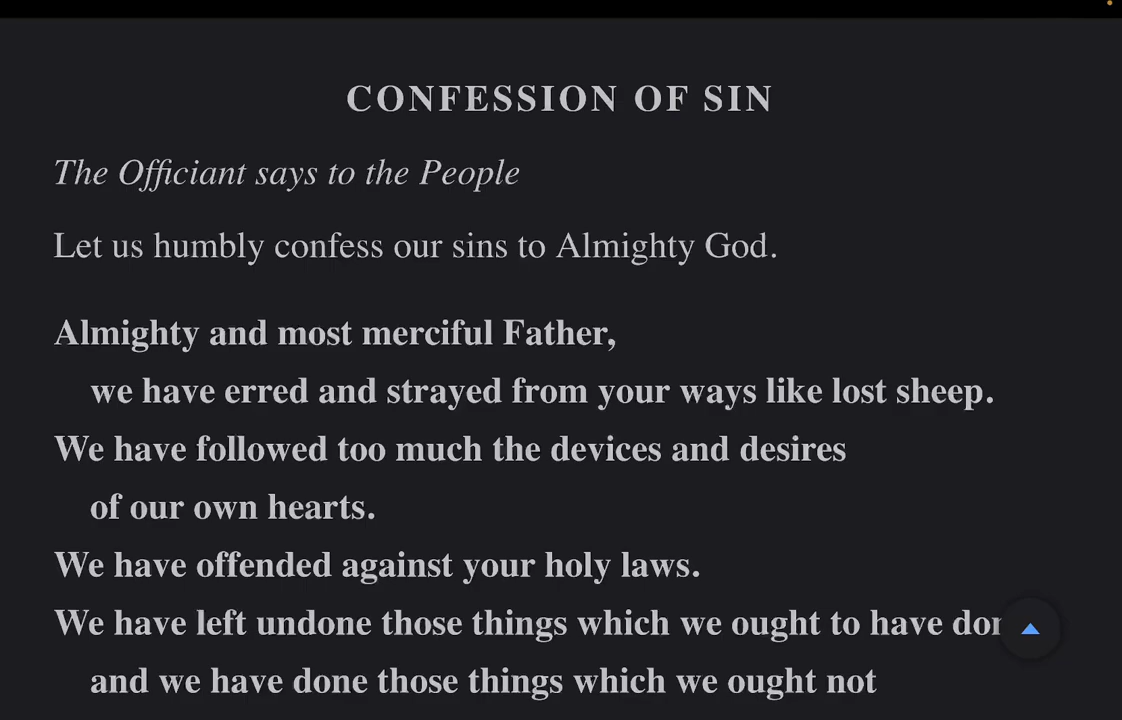 CONFESSION OF SIN
The Officiant says to the People
Let us humbly confess our sins to Almighty God.
Almighty and most merciful Father,
we have erred and strayed from your ways like lost sheep.
We have followed too much the devices and desires
of our own hearts.
We have offended against your holy laws.
We have left undone those things which we ought to have
and we have done those things which we ought not